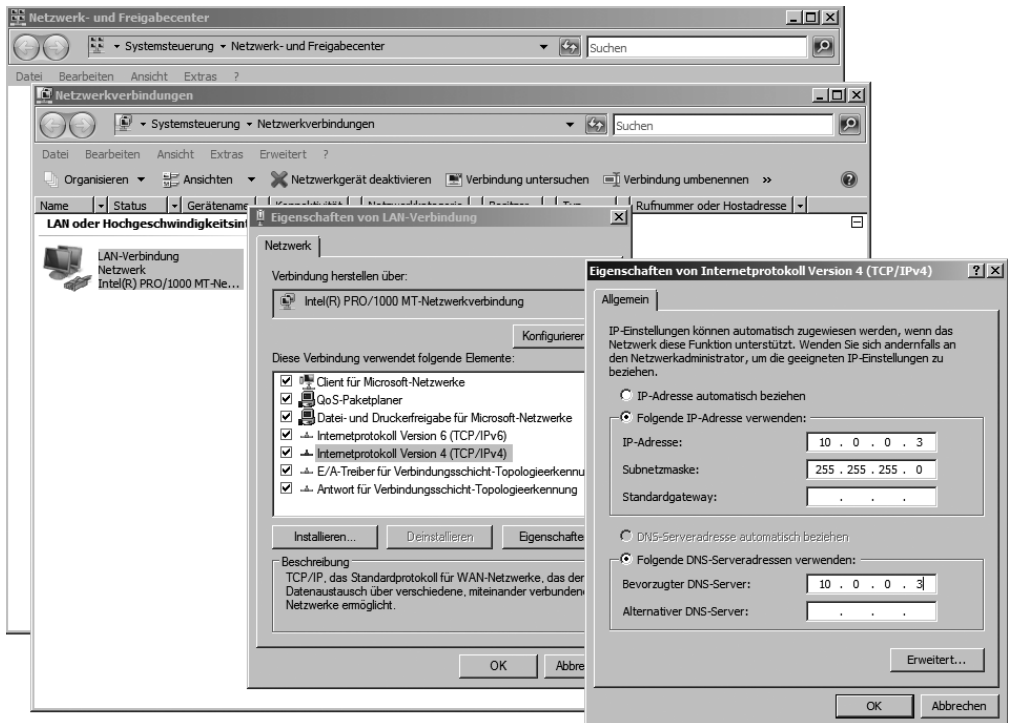 Netzwerk- und Freigabecenter
Systemsteuerung Netzwerk- und Freigabecenter
Suchen
Datei Bearbeiten Ansicht Extras ?
Netzwerkverbindungen
Systemsteuerung Netzwerkverbindungen
Suchen
Datei Bearbeiten Ansicht Extras Erweitert ?
Organisieren Ansichten Netzwerkgerät deaktivieren Verbindung untersuchen Verbindung umbenennen »
Name Status Gerätename Rufnummer oder Hostadresse
LAN oder Hochgeschwindigkeitsin
LAN-Verbindung
Netzwerk
Intel(R) PRO/1000 MT-Ne...
Eigenschaften von LAN-Verbindung
Netzwerk
Verbindung herstellen über:
Intel(R) PRO/1000 MT-Netzwerkverbindung
Konfigurieren
Diese Verbindung verwendet folgende Elemente:
Client für Microsoft-Netzwerke
QoS-Paketplaner
Datei- und Druckerfreigabe für Microsoft-Netzwerke
Internetprotokoll Version 6 (TCP/IPv6)
Internetprotokoll Version 4 (TCP/IPv4)
E/A-Treiber für Verbindungsschicht-Topologieerkennu
Antwort für Verbindungsschicht-Topologieerkennung
Installieren... Deinstallieren Eigenschafte
Beschreibung
TCP/IP, das Standardprotokoll für WAN-Netzwerke, das der
Datenaustausch über verschiedene, miteinander verbunden
Netzwerke ermöglicht.
OK Abbre
Eigenschaften von Internetprotokoll Version 4 (TCP/IPv4)
Allgemein
IP-Einstellungen können automatisch zugewiesen werden, wenn das
Netzwerk diese Funktion unterstützt. Wenden Sie sich andernfalls an
den Netzwerkadministrator, um die geeigneten IP-Einstellungen zu
beziehen.
IP-Adresse automatisch beziehen
Folgende IP-Adresse verwenden:
IP-Adresse: 10 . 0 . 0 . 3
Subnetzmaske: 255 . 255 . 255 . 0
Standardgateway: . . .
DNS-Serveradresse automatisch beziehen
Folgende DNS-Serveradressen verwenden:
Bevorzugter DNS-Server: 10 . 0 . 0 . 3
Alternativer DNS-Server: . . .
Erweitert...
OK Abbrechen